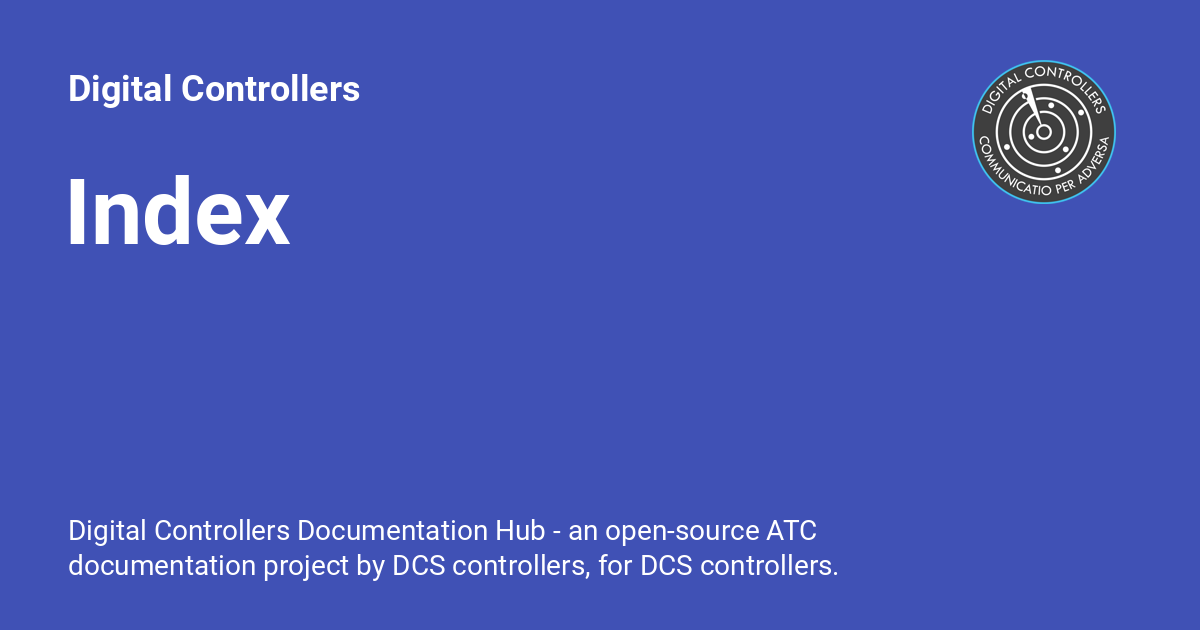 Digital Controllers
DIGITAL CONTROLLERS
COMMUNICATIO PER ADVERSA
Index
Digital Controllers Documentation Hub - an open-source ATC
documentation project by DCS controllers, for DCS controllers.